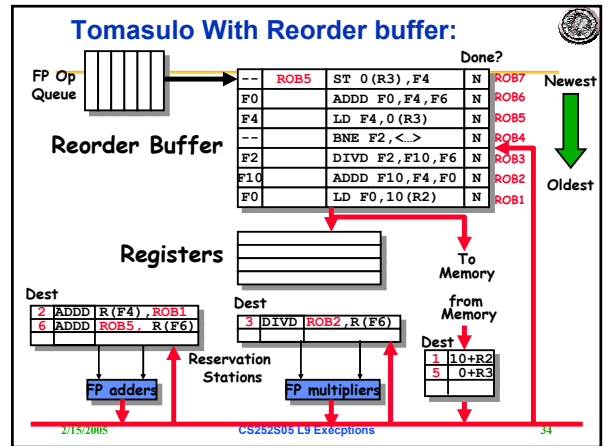 Tomasulo With Reorder buffer:
Done?
FP Op
Queue
-- ROB5 ST 0(R3),F4 N ROB7
F0 ADDD F0,F4,F6 N ROB6
F4 LD F4,0(R3) N ROB5
-- BNE F2,<…> N ROB4
F2 DIVD F2,F10,F6 N ROB3
F10 ADDD F10,F4,F0 N ROB2
F0 LD F0,10(R2) N ROB1
Newest
Oldest
Reorder Buffer
Registers
To
Memory
from
Memory
Dest
2 ADDD R(F4),ROB1
6 ADDD ROB5, R(F6)
Dest
3 DIVD ROB2,R(F6)
Dest
1 10+R2
5 0+R3
Reservation
Stations
FP adders
FP multipliers
2/15/2005
CS252S05 L9 Execptions
34